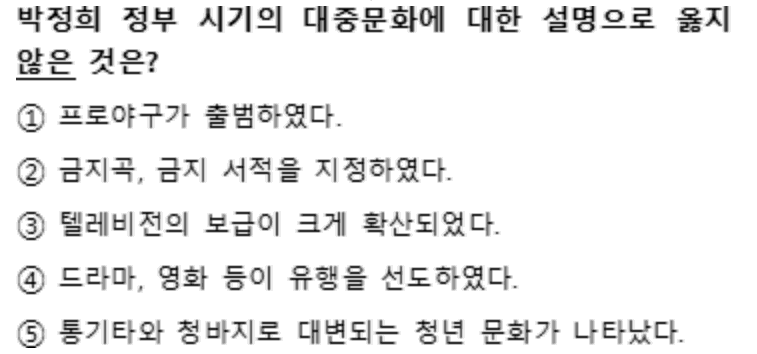 박정희 정부 시기의 대중문화에 대한 설명으로 옳지
않은 것은?
① 프로야구가 출범하였다.
② 금지곡, 금지 서적을 지정하였다.
③ 텔레비전의 보급이 크게 확산되었다.
④ 드라마, 영화 등이 유행을 선도하였다.
⑤ 통기타와 청바지로 대변되는 청년 문화가 나타났다.